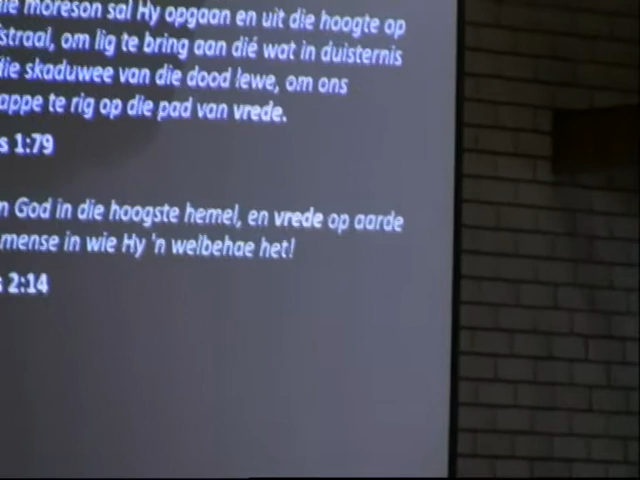 moreson sal Hy opgaan en uit die hoogte op
straal, om lig te bring aan dié wat in duisternis
die skaduwee van die dood lewe, om ons
appe te rig op die pad van vrede.
s 1:79
n God in die hoogste hemel, en vrede op aarde
mense in wie Hy 'n welbehae het!
s 2:14